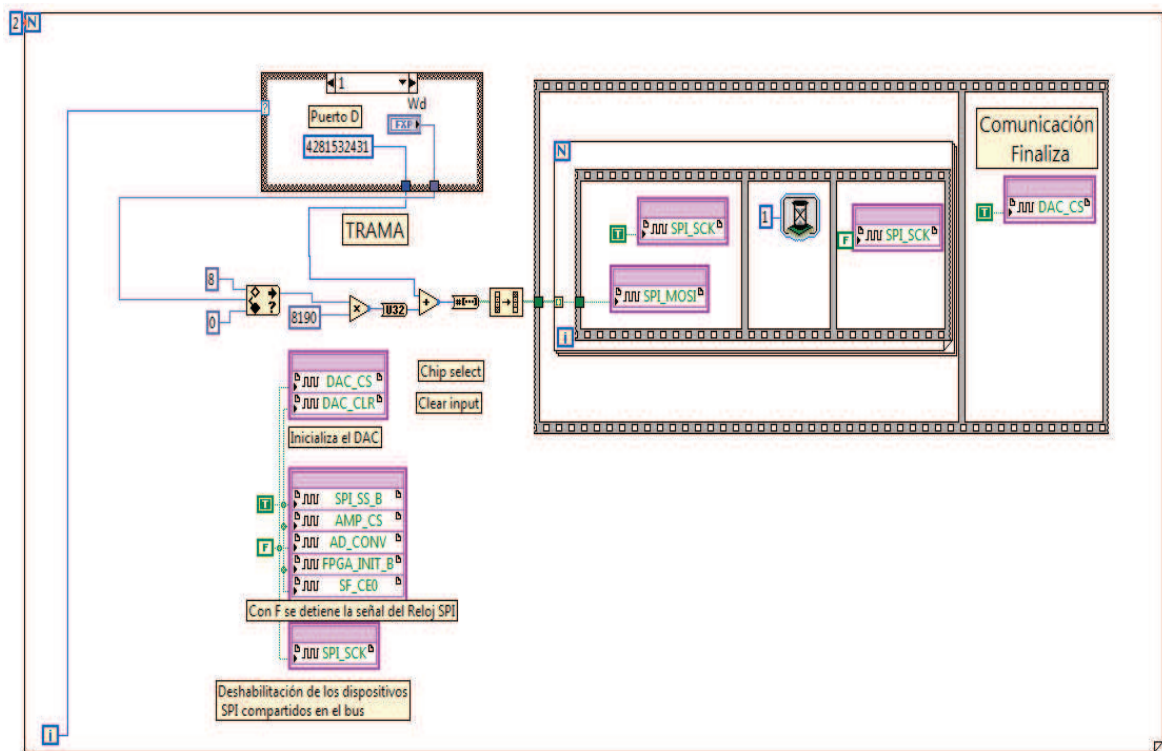 2 N
1
Wd
Puerto D
FXP
4281532431
?
TRAMA
8
?
0
8190
x
U32
+
#[...]
N
T
SPI_SCK
SPI_MOSI
1
F
SPI_SCK
i
Comunicación
Finaliza
T
DAC_CS
DAC_CS
DAC_CLR
Chip select
Clear input
Inicializa el DAC
T
F
SPI_SS_B
AMP_CS
AD_CONV
FPGA_INIT_B
SF_CE0
Con F se detiene la señal del Reloj SPI
SPI_SCK
Deshabilitación de los dispositivos
SPI compartidos en el bus
i